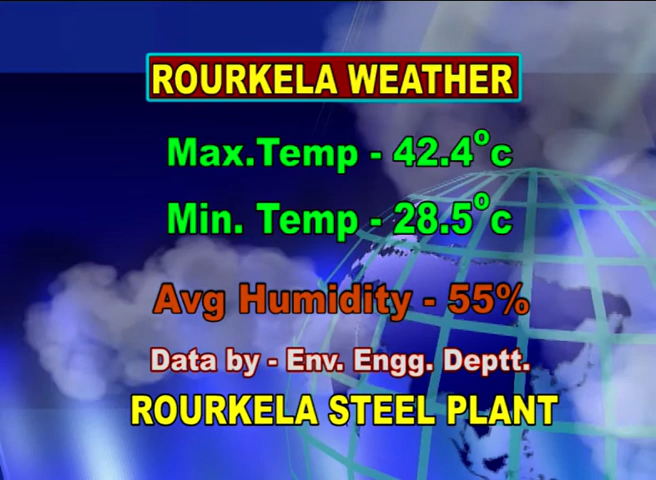 ROURKELA WEATHER
Max.Temp - 42.4°c
Min. Temp - 28.5°c
Avg Humidity - 55%
Data by - Env. Engg. Deptt.
ROURKELA STEEL PLANT